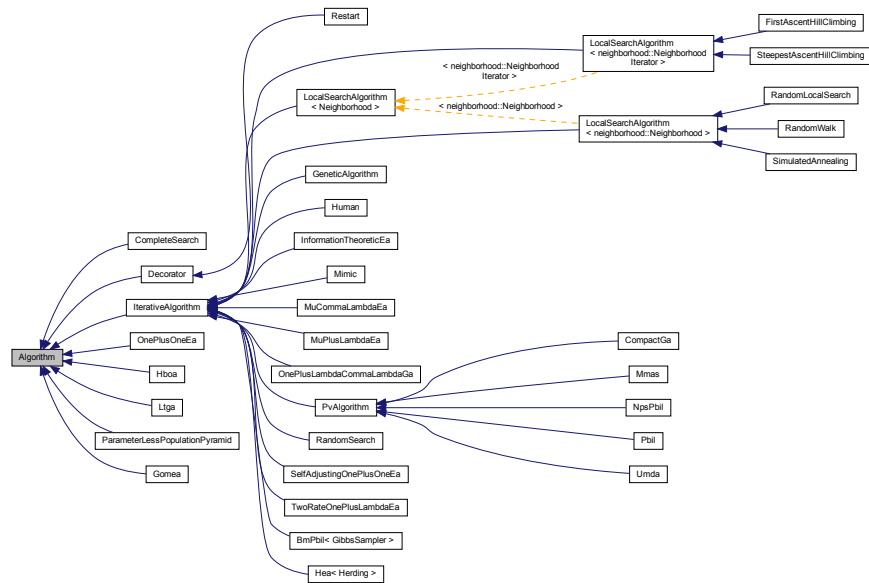 Restart
FirstAscentHillClimbing
LocalSearchAlgorithm
< neighborhood::Neighborhood
Iterator >
SteepestAscentHillClimbing
< neighborhood::Neighborhood
Iterator >
LocalSearchAlgorithm
< Neighborhood >
< neighborhood::Neighborhood >
RandomLocalSearch
LocalSearchAlgorithm
< neighborhood::Neighborhood >
RandomWalk
SimulatedAnnealing
GeneticAlgorithm
Human
CompleteSearch
InformationTheoreticEa
Decorator
Mimic
IterativeAlgorithm
MuCommaLambdaEa
OnePlusOneEa
MuPlusLambdaEa
CompactGa
Algorithm
Hboa
OnePlusLambdaCommaLambdaGa
Mmas
Ltga
PvAlgorithm
NpsPbil
ParameterLessPopulationPyramid
RandomSearch
Pbil
Gomea
SelfAdjustingOnePlusOneEa
Umda
TwoRateOnePlusLambdaEa
BmPbil< GibbsSampler >
Hea< Herding >